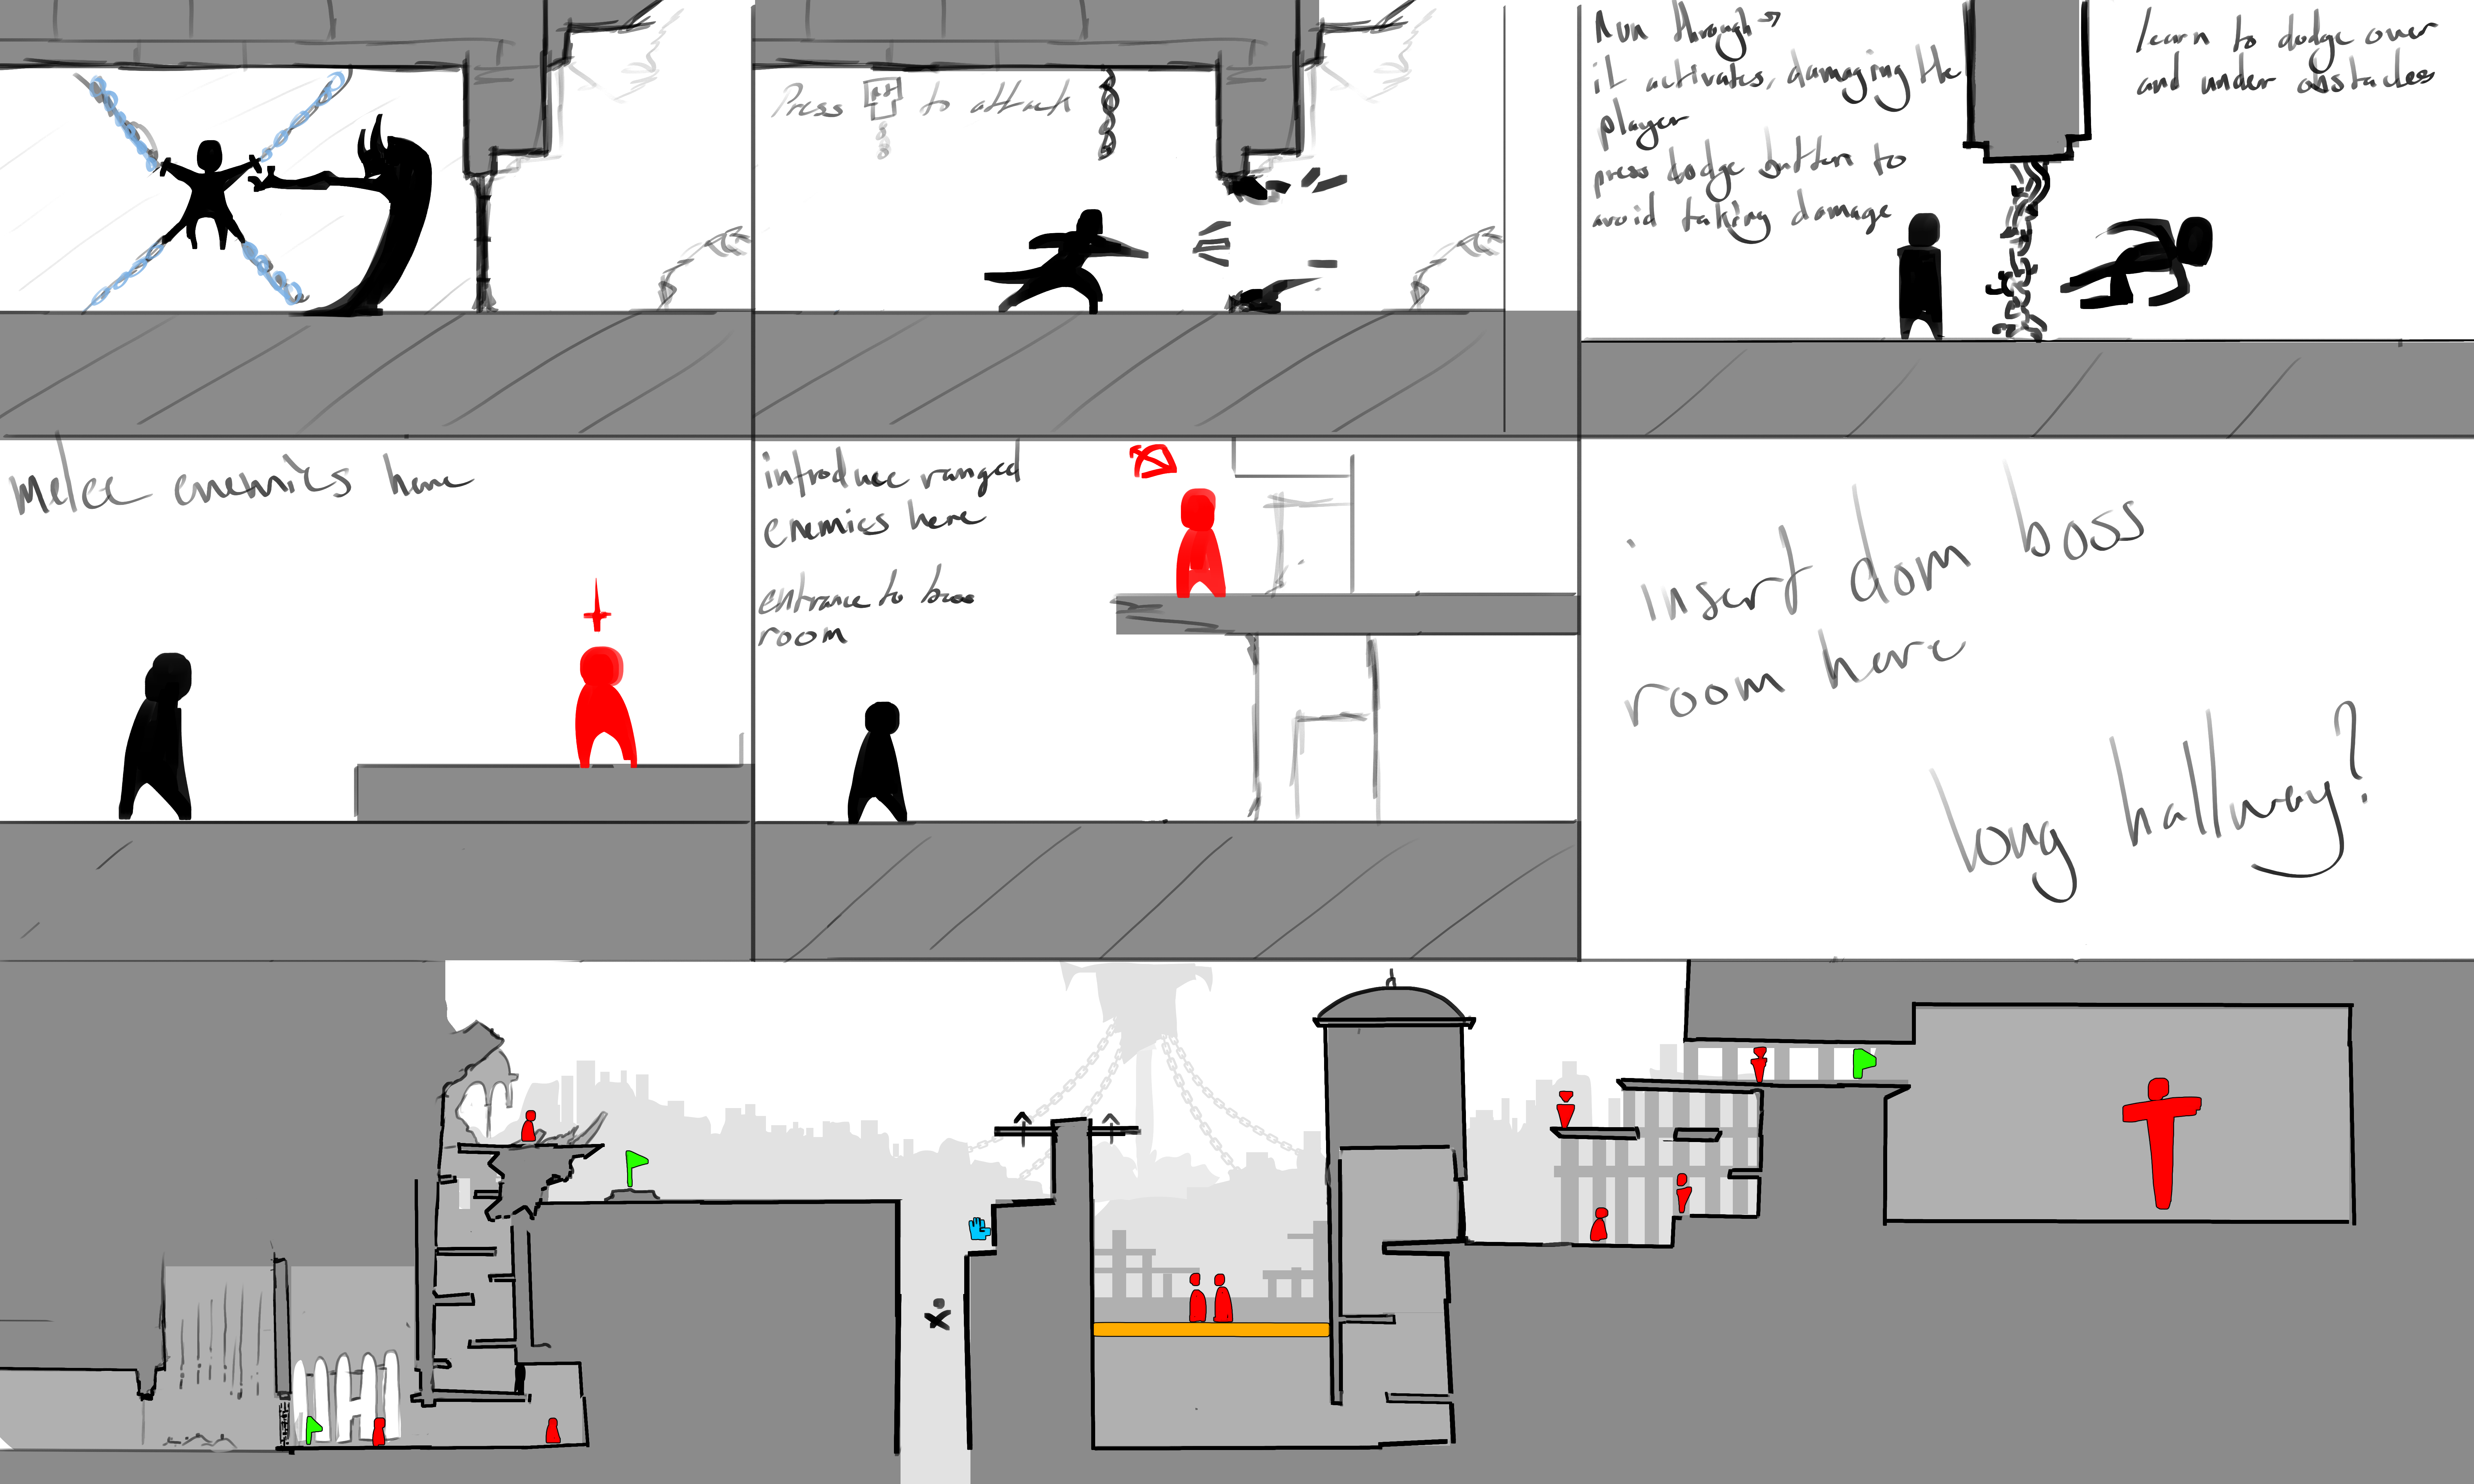 Press to attack
Run through →
it activates, damaging the
player
press dodge button to
avoid taking damage
learn to dodge over
and under obstacles
melee enemies here
introduce ranged
enemies here
entrance to boss
room
insert dom boss
room here
long hallway?